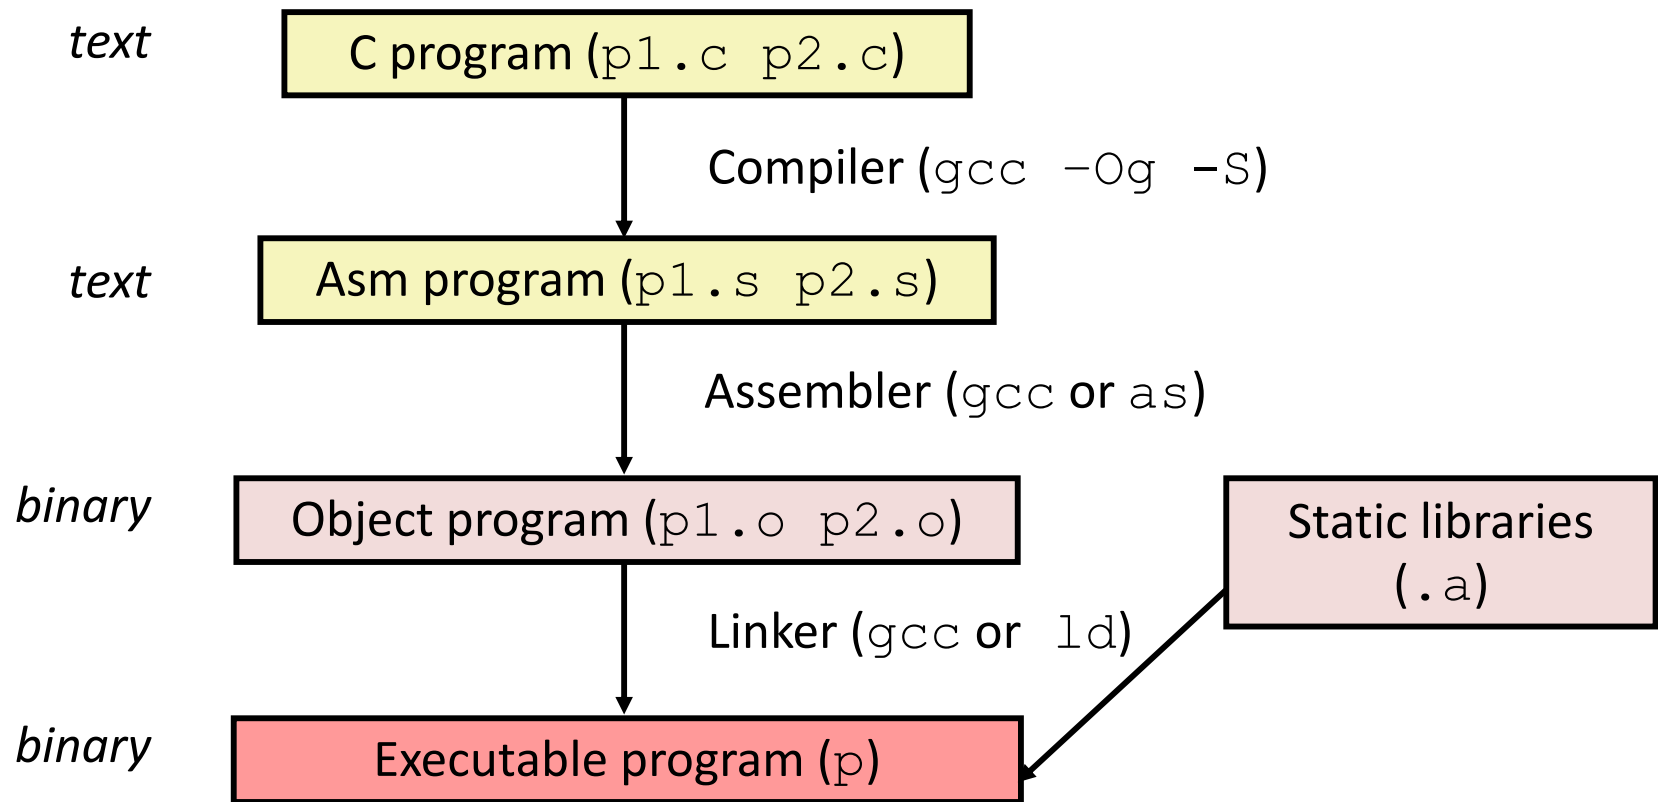 text
C program (p1.c p2.c)
Compiler (gcc –Og -S)
text
Asm program (p1.s p2.s)
Assembler (gcc or as)
binary
Object program (p1.o p2.o)
Static libraries
(.a)
Linker (gcc or ld)
binary
Executable program (p)